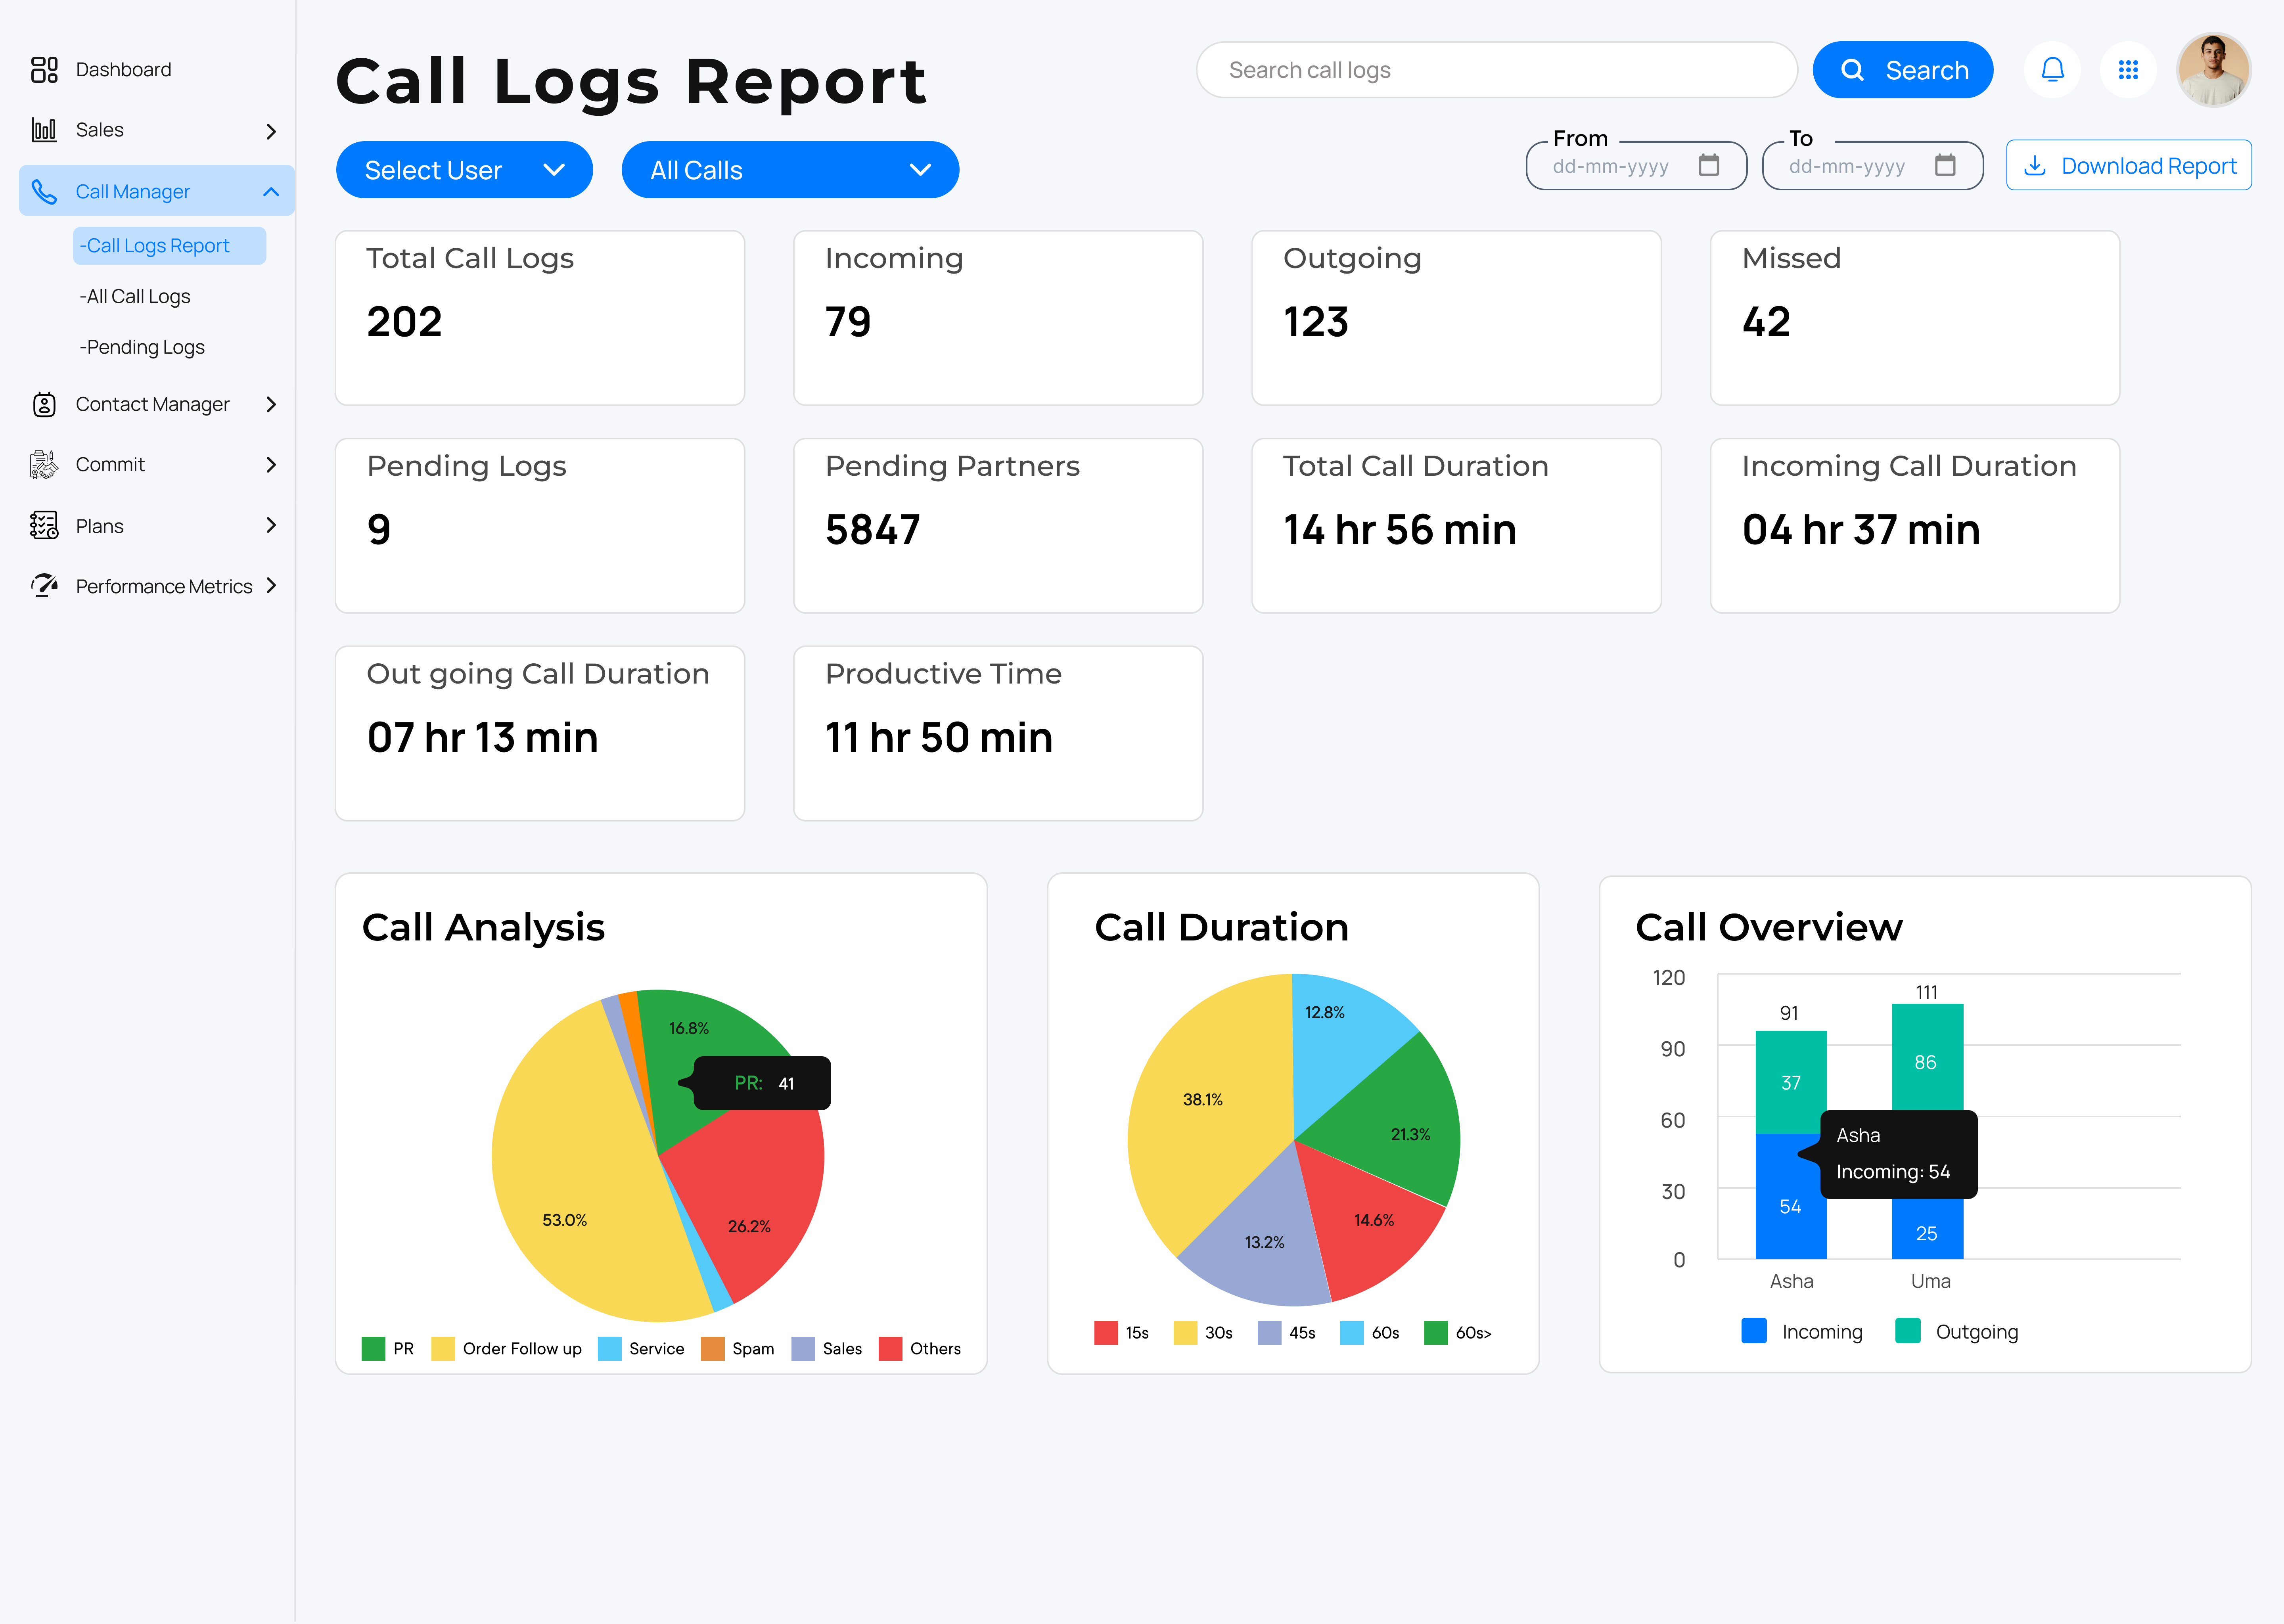 Dashboard
Sales
Call Manager
-Call Logs Report
-All Call Logs
-Pending Logs
Contact Manager
Commit
Plans
Performance Metrics
Call Logs Report
Search call logs
Search
Select User
All Calls
From
dd-mm-yyyy
To
dd-mm-yyyy
Download Report
Total Call Logs
202
Incoming
79
Outgoing
123
Missed
42
Pending Logs
9
Pending Partners
5847
Total Call Duration
14 hr 56 min
Incoming Call Duration
04 hr 37 min
Out going Call Duration
07 hr 13 min
Productive Time
11 hr 50 min
Call Analysis
16.8%
PR: 41
53.0%
26.2%
PR
Order Follow up
Service
Spam
Sales
Others
Call Duration
12.8%
38.1%
21.3%
14.6%
13.2%
15s
30s
45s
60s
60s>
Call Overview
120
90
60
30
0
91
111
37
86
Asha
Incoming: 54
54
25
Asha
Uma
Incoming
Outgoing